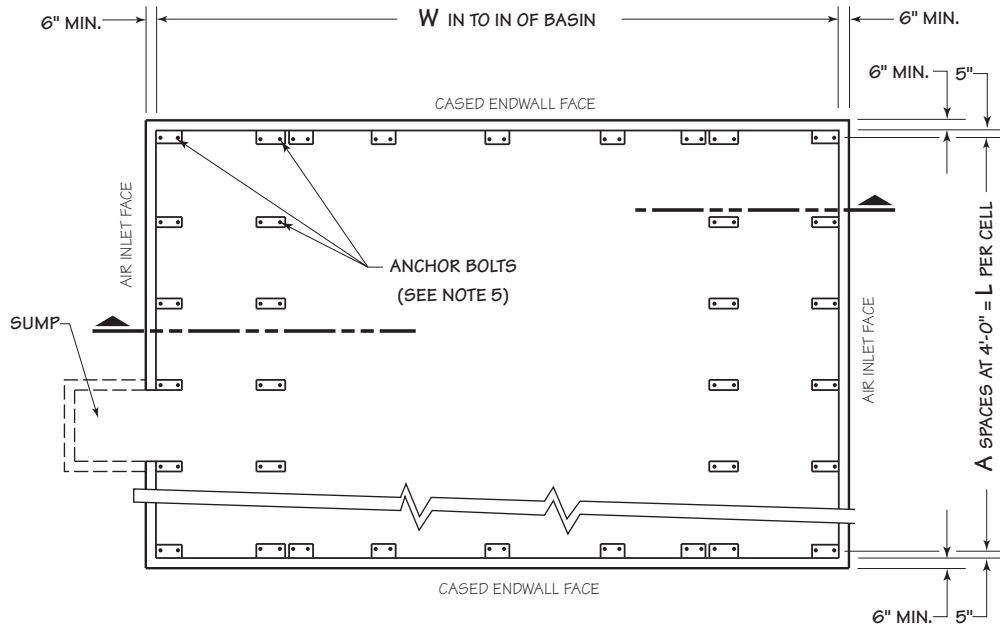 6" MIN.
W IN TO IN OF BASIN
6" MIN.
6" MIN.
5"
CASED ENDWALL FACE
AIR INLET FACE
ANCHOR BOLTS
(SEE NOTE 5)
SUMP
AIR INLET FACE
A SPACES AT 4'-0" = L PER CELL
CASED ENDWALL FACE
6" MIN.
5"